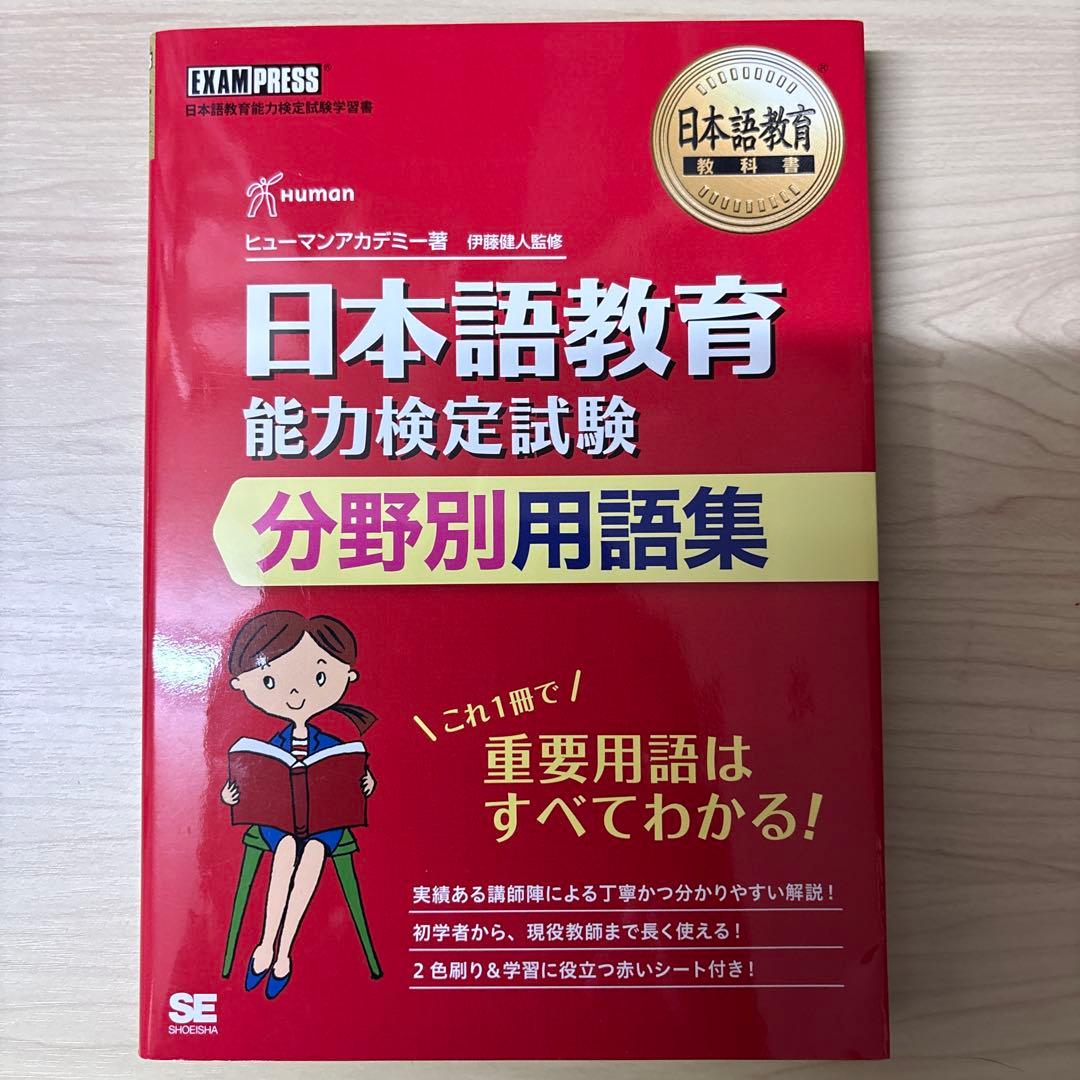 EXAMPRESS®
日本語教育能力検定試験学習書
日本語教育
教科書
®
Human
ヒューマンアカデミー著 伊藤健人監修
日本語教育
能力検定試験
分野別用語集
\ これ1冊で /
重要用語は
すべてわかる!
実績ある講師陣による丁寧かつ分かりやすい解説!
初学者から、現役教師まで長く使える!
2色刷り&学習に役立つ赤いシート付き!
SE
SHOEISHA